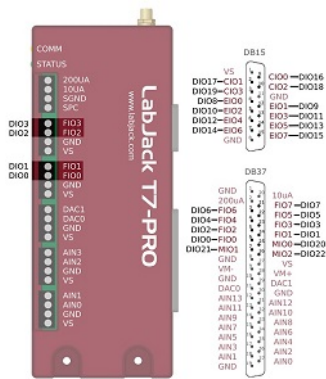 COMM
STATUS
200UA
10UA
SGND
SPC
DIO3 FIO3
DIO2 FIO2
GND
VS
DIO1 FIO1
DIO0 FIO0
GND
VS
DAC1
DAC0
GND
VS
AIN3
AIN2
GND
VS
AIN1
AIN0
GND
VS
LabJack T7-PRO
www.labjack.com
DB15
VS
DIO17 CIO1
DIO19 CIO3
DIO8 EIO0
DIO10 EIO2
DIO12 EIO4
DIO14 EIO6
GND
CIO0 DIO16
CIO2 DIO18
GND
EIO1 DIO9
EIO3 DIO11
EIO5 DIO13
EIO7 DIO15
DB37
GND
200uA
DIO6 FIO6
DIO4 FIO4
DIO2 FIO2
DIO0 FIO0
DIO21 MIO1
GND
VM-
GND
DAC0
AIN13
AIN11
AIN9
AIN7
AIN5
AIN3
AIN1
GND
10uA
FIO7 DIO7
FIO5 DIO5
FIO3 DIO3
FIO1 DIO1
MIO0 DIO20
MIO2 DIO22
VS
VM+
DAC1
GND
AIN12
AIN10
AIN8
AIN6
AIN4
AIN2
AIN0